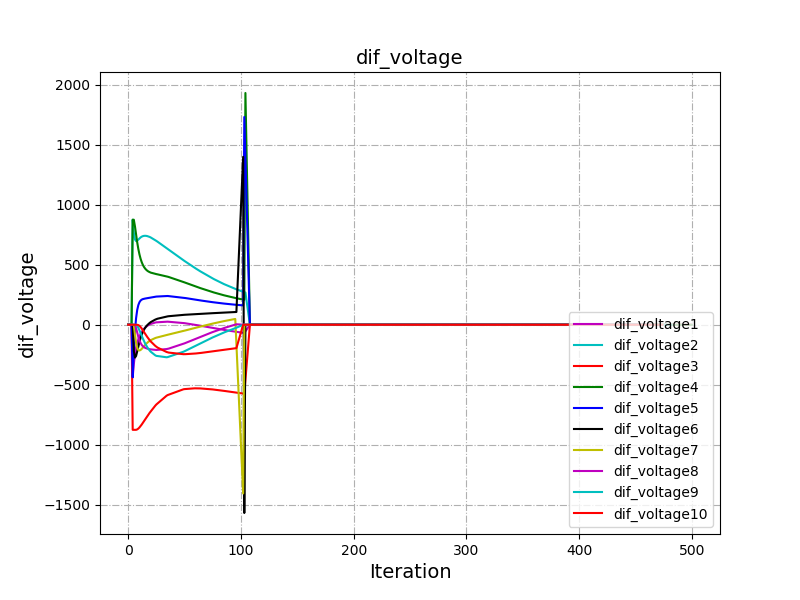 dif_voltage
dif_voltage
2000
1500
1000
500
0
−500
−1000
−1500
0
100
200
300
400
500
Iteration
dif_voltage1
dif_voltage2
dif_voltage3
dif_voltage4
dif_voltage5
dif_voltage6
dif_voltage7
dif_voltage8
dif_voltage9
dif_voltage10